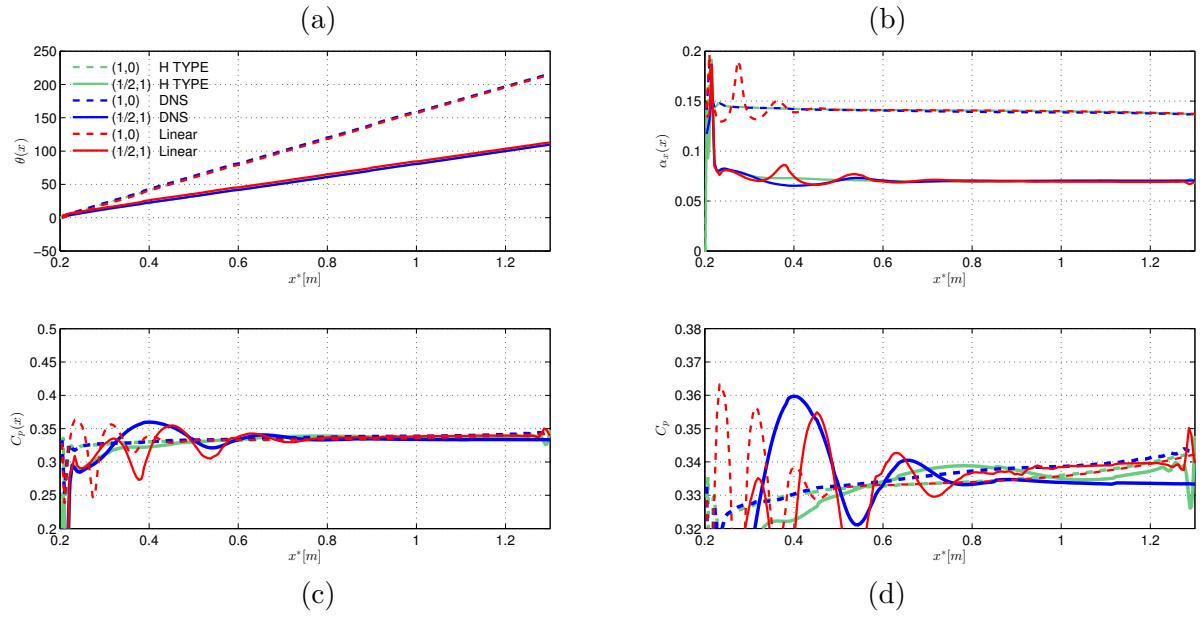 (a) (b)
250
200
150
100
50
0
−50
θ(x)
(1,0) H TYPE
(1/2,1) H TYPE
(1,0) DNS
(1/2,1) DNS
(1,0) Linear
(1/2,1) Linear
0.2 0.4 0.6 0.8 1 1.2
x*[m]
0.2
0.15
0.1
0.05
0
αx(x)
0.2 0.4 0.6 0.8 1 1.2
x*[m]
0.5
0.45
0.4
0.35
0.3
0.25
0.2
Cp(x)
0.2 0.4 0.6 0.8 1 1.2
x*[m]
0.38
0.37
0.36
0.35
0.34
0.33
0.32
Cp
0.2 0.4 0.6 0.8 1 1.2
x*[m]
(c) (d)